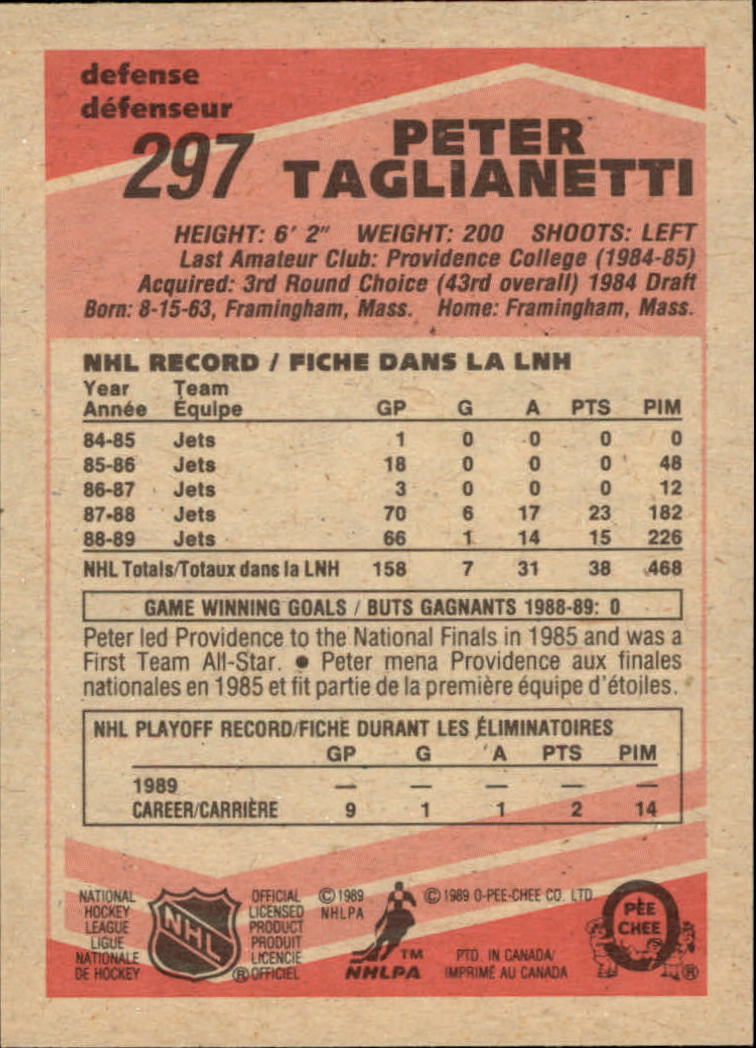 defense
défenseur
297 PETER
TAGLIANETTI
HEIGHT: 6' 2" WEIGHT: 200 SHOOTS: LEFT
Last Amateur Club: Providence College (1984-85)
Acquired: 3rd Round Choice (43rd overall) 1984 Draft
Born: 8-15-63, Framingham, Mass. Home: Framingham, Mass.
NHL RECORD / FICHE DANS LA LNH
Year Team
Année Équipe GP G A PTS PIM
84-85 Jets 1 0 0 0 0
85-86 Jets 18 0 0 0 48
86-87 Jets 3 0 0 0 12
87-88 Jets 70 6 17 23 182
88-89 Jets 66 1 14 15 226
NHL Totals/Totaux dans la LNH 158 7 31 38 468
GAME WINNING GOALS / BUTS GAGNANTS 1988-89: 0
Peter led Providence to the National Finals in 1985 and was a
First Team All-Star. ● Peter mena Providence aux finales
nationales en 1985 et fit partie de la première équipe d'étoiles.
NHL PLAYOFF RECORD/FICHE DURANT LES ÉLIMINATOIRES
GP G A PTS PIM
1989 — — — — —
CAREER/CARRIÈRE 9 1 1 2 14
NATIONAL
HOCKEY
LEAGUE
LIGUE
NATIONALE
DE HOCKEY
NHL
®
OFFICIAL
LICENSED
PRODUCT
PRODUIT
LICENCIE
OFFICIEL
© 1989
NHLPA
TM
NHLPA
© 1989 O-PEE-CHEE CO. LTD.
PTD. IN CANADA/
IMPRIMÉ AU CANADA
O
PEE
CHEE
®